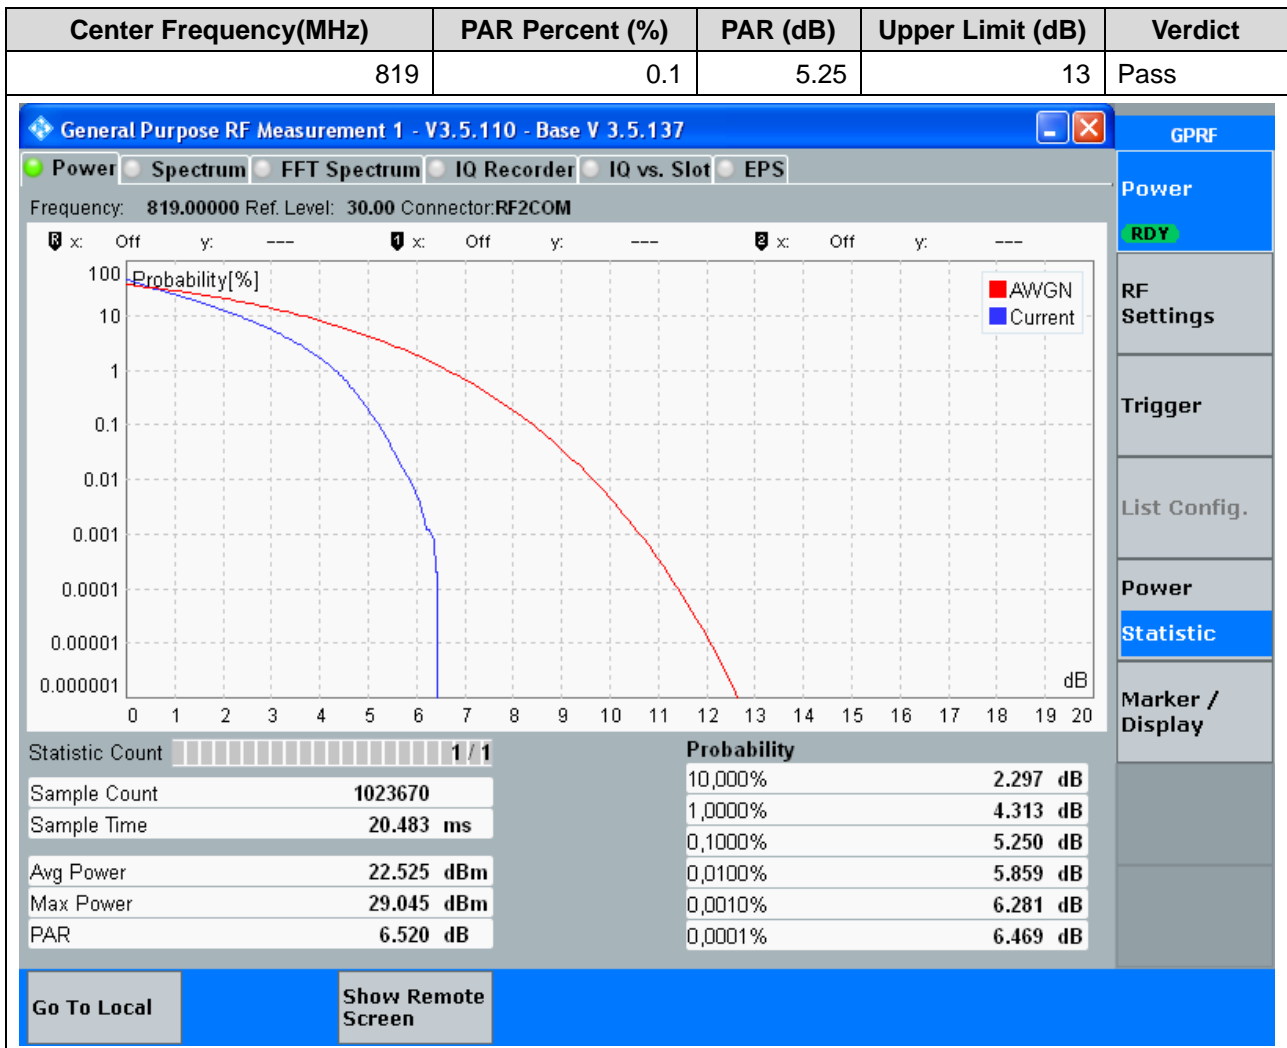 Center Frequency(MHz) PAR Percent (%) PAR (dB) Upper Limit (dB) Verdict
819 0.1 5.25 13 Pass
General Purpose RF Measurement 1 - V3.5.110 - Base V 3.5.137
GPRF
Power Spectrum FFT Spectrum IQ Recorder IQ vs. Slot EPS
Power
RDY
Frequency: 819.00000 Ref. Level: 30.00 Connector:RF2COM
R x: Off y: --- 1 x: Off y: --- 2 x: Off y: ---
Probability[%]
AWGN
Current
100
10
1
0.1
0.01
0.001
0.0001
0.00001
0.000001
dB
0 1 2 3 4 5 6 7 8 9 10 11 12 13 14 15 16 17 18 19 20
RF
Settings
Trigger
List Config.
Power
Statistic
Marker /
Display
Statistic Count 1 / 1
Sample Count 1023670
Sample Time 20.483 ms
Avg Power 22.525 dBm
Max Power 29.045 dBm
PAR 6.520 dB
Probability
10,000% 2.297 dB
1,0000% 4.313 dB
0,1000% 5.250 dB
0,0100% 5.859 dB
0,0010% 6.281 dB
0,0001% 6.469 dB
Go To Local
Show Remote
Screen